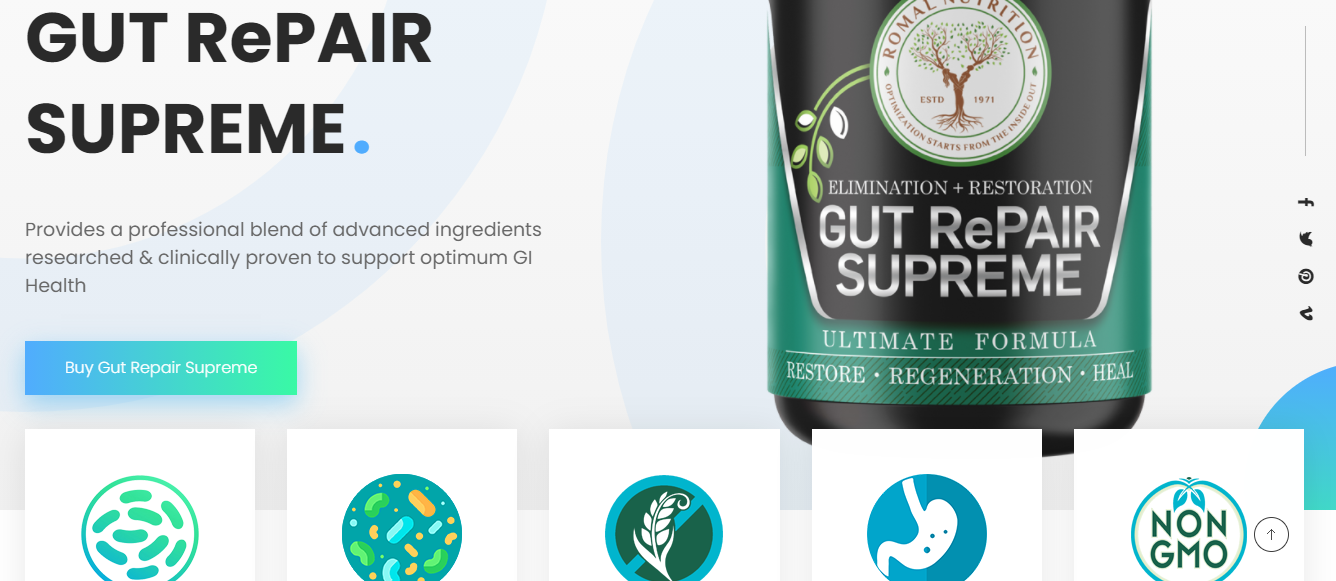 GUT RePAIR
SUPREME.
Provides a professional blend of advanced ingredients
researched & clinically proven to support optimum GI
Health
Buy Gut Repair Supreme
ROMAL NUTRITION
ESTD 1971
OPTIMIZATION STARTS FROM THE INSIDE OUT
ELIMINATION + RESTORATION
GUT RePAIR
SUPREME
ULTIMATE FORMULA
RESTORE • REGENERATION • HEAL
NON
GMO